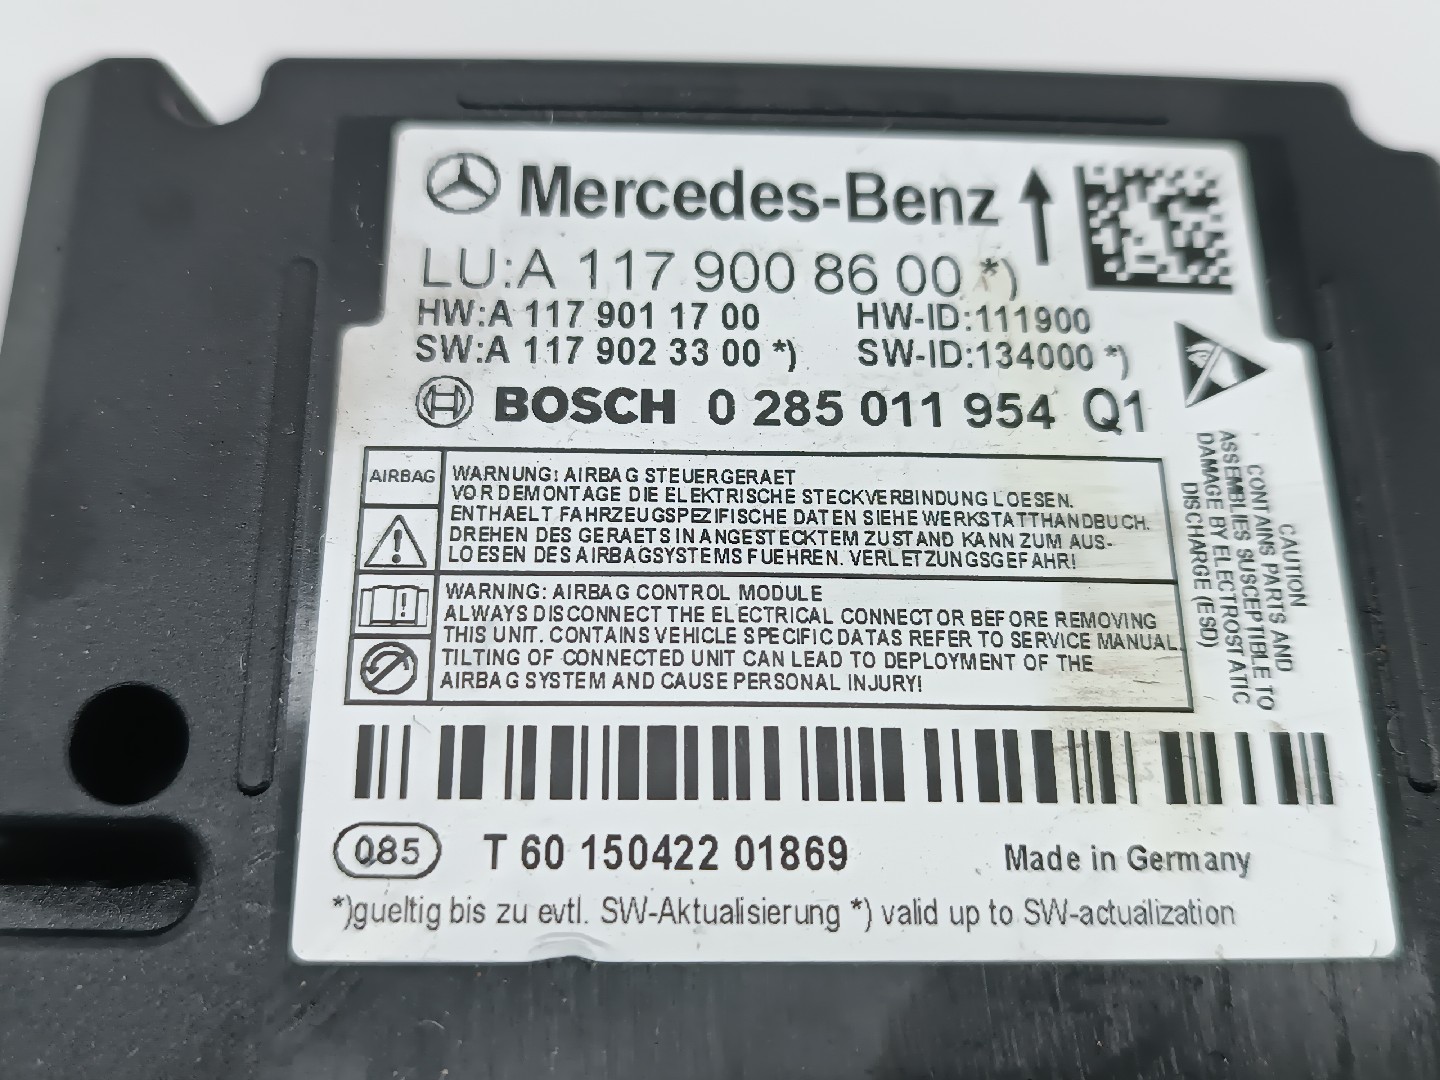 Mercedes-Benz
LU:A 117 900 86 00 *)
HW:A 117 901 17 00 HW-ID:111900
SW:A 117 902 33 00 *) SW-ID:134000 *)
BOSCH 0 285 011 954 Q1
AIRBAG
WARNUNG: AIRBAG STEUERGERAET
VOR DEMONTAGE DIE ELEKTRISCHE STECKVERBINDUNG LOESEN.
ENTHAELT FAHRZEUGSPEZIFISCHE DATEN SIEHE WERKSTATTHANDBUCH.
DREHEN DES GERAETS IN ANGESTECKTEM ZUSTAND KANN ZUM AUS-
LOESEN DES AIRBAGSYSTEMS FUEHREN. VERLETZUNGSGEFAHR!
WARNING: AIRBAG CONTROL MODULE
ALWAYS DISCONNECT THE ELECTRICAL CONNECTOR BEFORE REMOVING
THIS UNIT. CONTAINS VEHICLE SPECIFIC DATAS REFER TO SERVICE MANUAL.
TILTING OF CONNECTED UNIT CAN LEAD TO DEPLOYMENT OF THE
AIRBAG SYSTEM AND CAUSE PERSONAL INJURY!
CAUTION
CONTAINS PARTS AND
ASSEMBLIES SUSCEPTIBLE TO
DAMAGE BY ELECTROSTATIC
DISCHARGE (ESD)
085 T 60 150422 01869 Made in Germany
*)gueltig bis zu evtl. SW-Aktualisierung *) valid up to SW-actualization